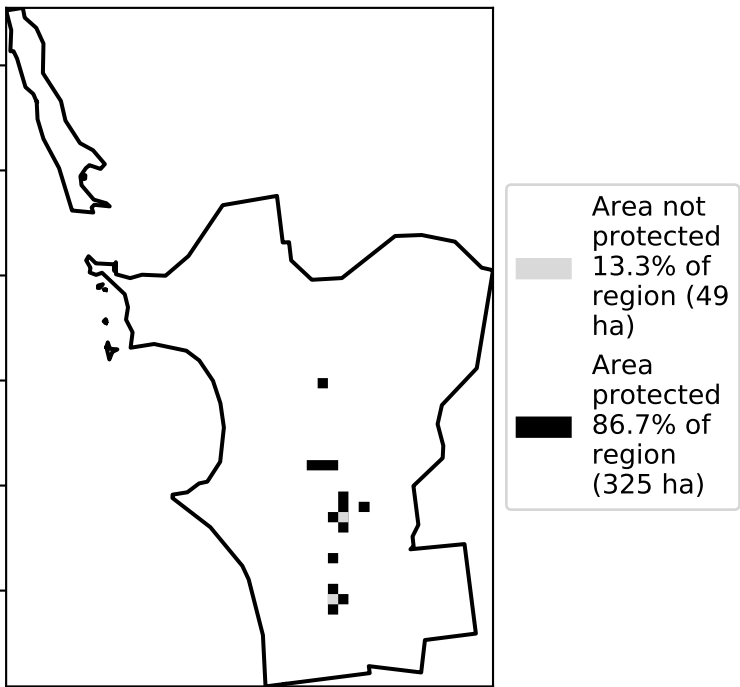 Area not
protected
13.3% of
region (49
ha)
Area
protected
86.7% of
region
(325 ha)